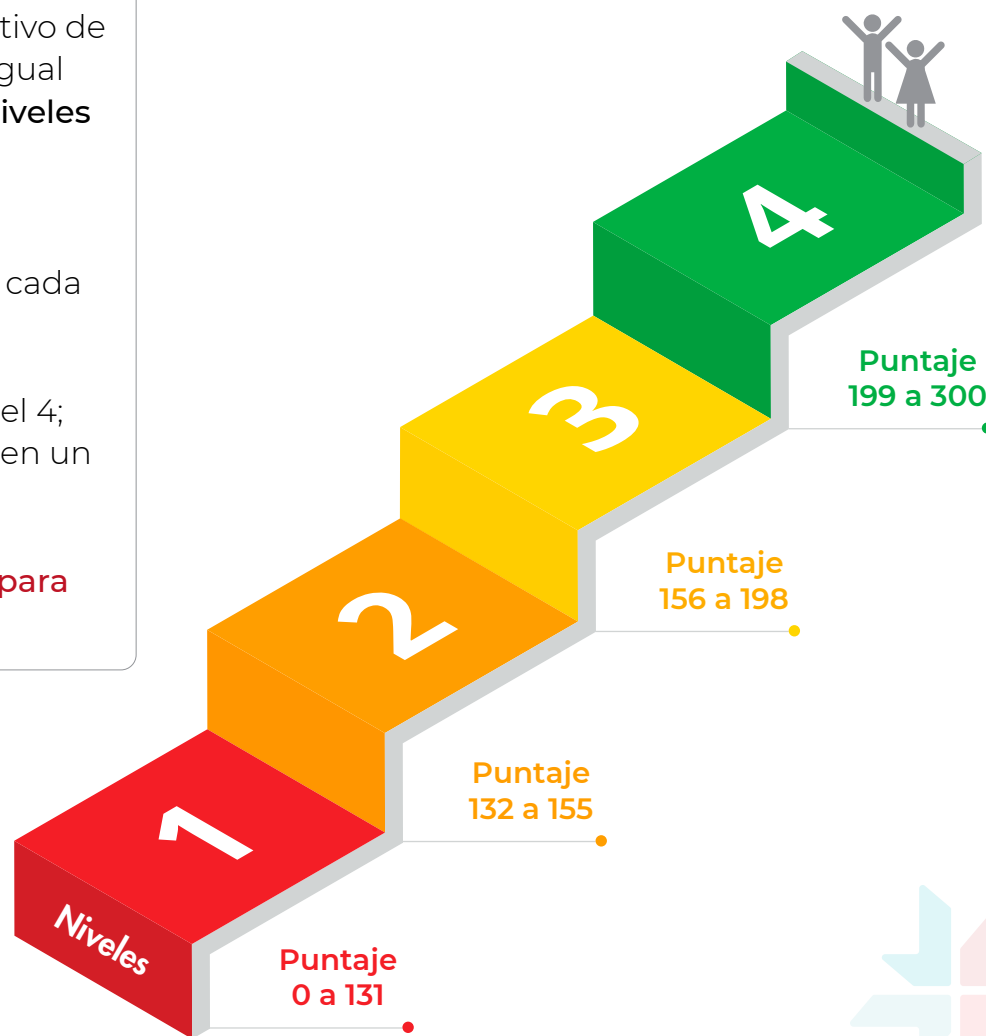 tivo de
gual
iveles
cada
el 4;
en un
para
4
Puntaje
199 a 300
3
Puntaje
156 a 198
2
Puntaje
132 a 155
1
Niveles
Puntaje
0 a 131